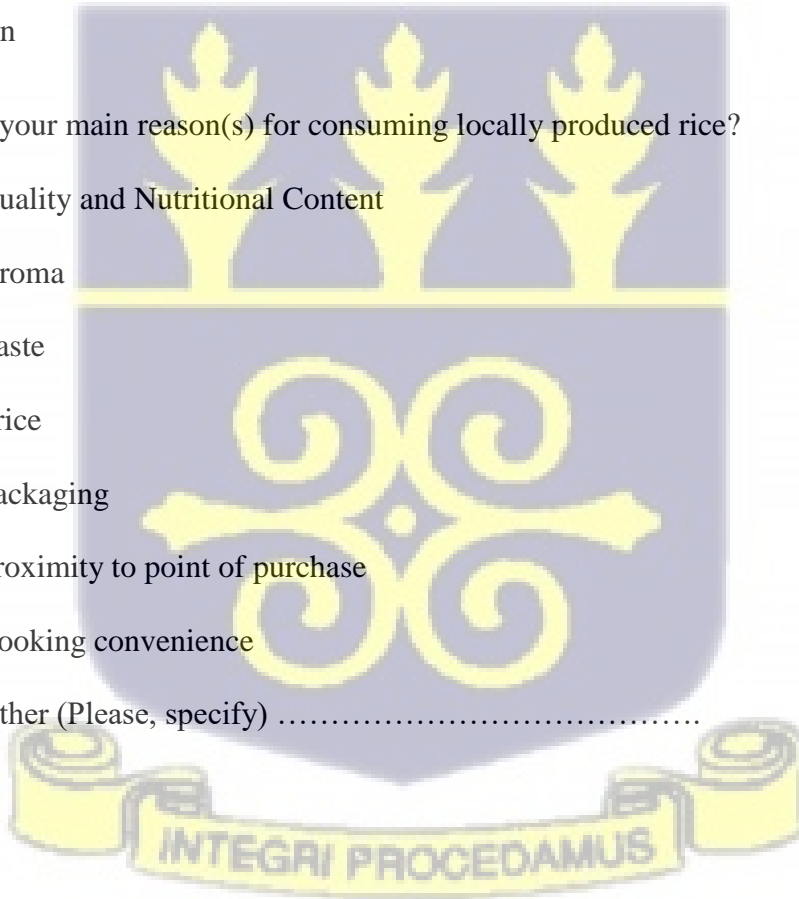 n
your main reason(s) for consuming locally produced rice?
uality and Nutritional Content
roma
aste
rice
ackaging
roximity to point of purchase
ooking convenience
ther (Please, specify) …………………………………….
INTEGRI PROCEDAMUS